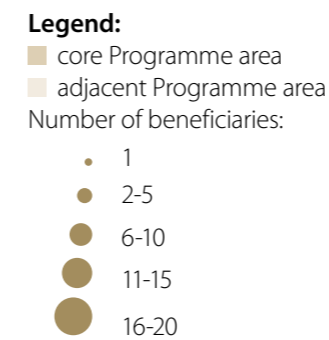 Legend:
core Programme area
adjacent Programme area
Number of beneficiaries:
1
2-5
6-10
11-15
16-20